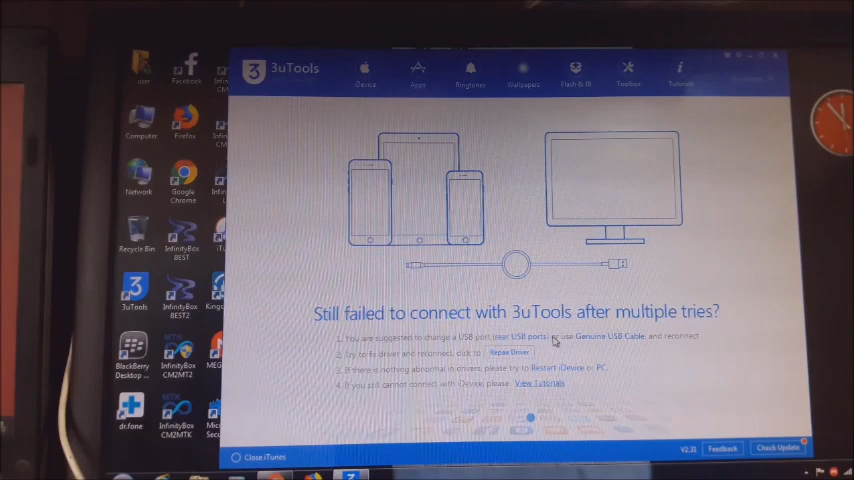 3 3uTools
Device Apps Ringtones Wallpapers Flash & JB Toolbox Tutorials
user Facebook
Computer Firefox
Network Google Chrome
Recycle Bin InfinityBox BEST
3uTools InfinityBox BEST2
BlackBerry Desktop ... InfinityBox CM2MT2
dr.fone InfinityBox CM2MTK
MTK
MTK
Still failed to connect with 3uTools after multiple tries?
1. You are suggested to change a USB port (rear USB ports) or use Genuine USB Cable, and reconnect
2. Try to fix driver and reconnect, click to Repair Driver
3. If there is nothing abnormal in drivers, please try to Restart iDevice or PC.
4. If you still cannot connect with iDevice, please View Tutorials
Close iTunes V2.31 Feedback Check Update